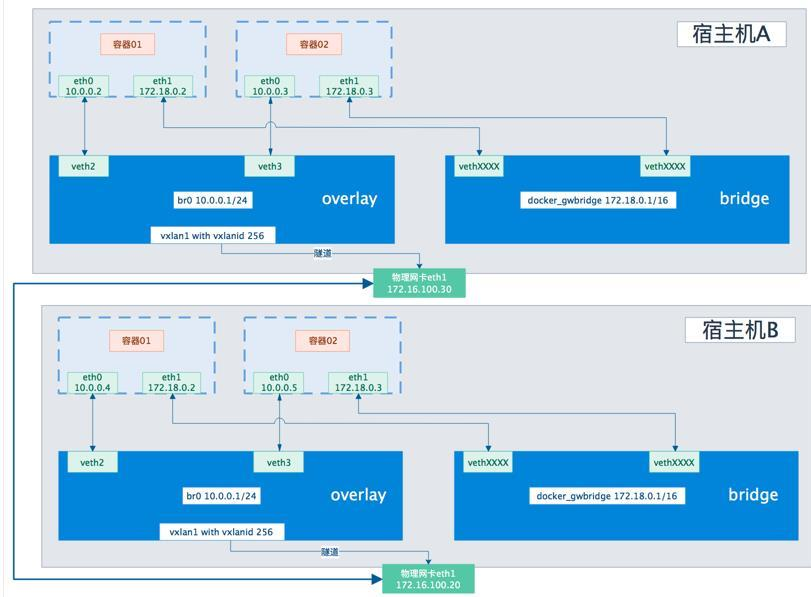 宿主机A
容器01
容器02
eth0
10.0.0.2
eth1
172.18.0.2
eth0
10.0.0.3
eth1
172.18.0.3
veth2
veth3
vethXXXX
vethXXXX
br0 10.0.0.1/24
overlay
docker_gwbridge 172.18.0.1/16
bridge
vxlan1 with vxlanid 256
隧道
物理网卡eth1
172.16.100.30
宿主机B
容器01
容器02
eth0
10.0.0.4
eth1
172.18.0.2
eth0
10.0.0.5
eth1
172.18.0.3
veth2
veth3
vethXXXX
vethXXXX
br0 10.0.0.1/24
overlay
docker_gwbridge 172.18.0.1/16
bridge
vxlan1 with vxlanid 256
隧道
物理网卡eth1
172.16.100.20